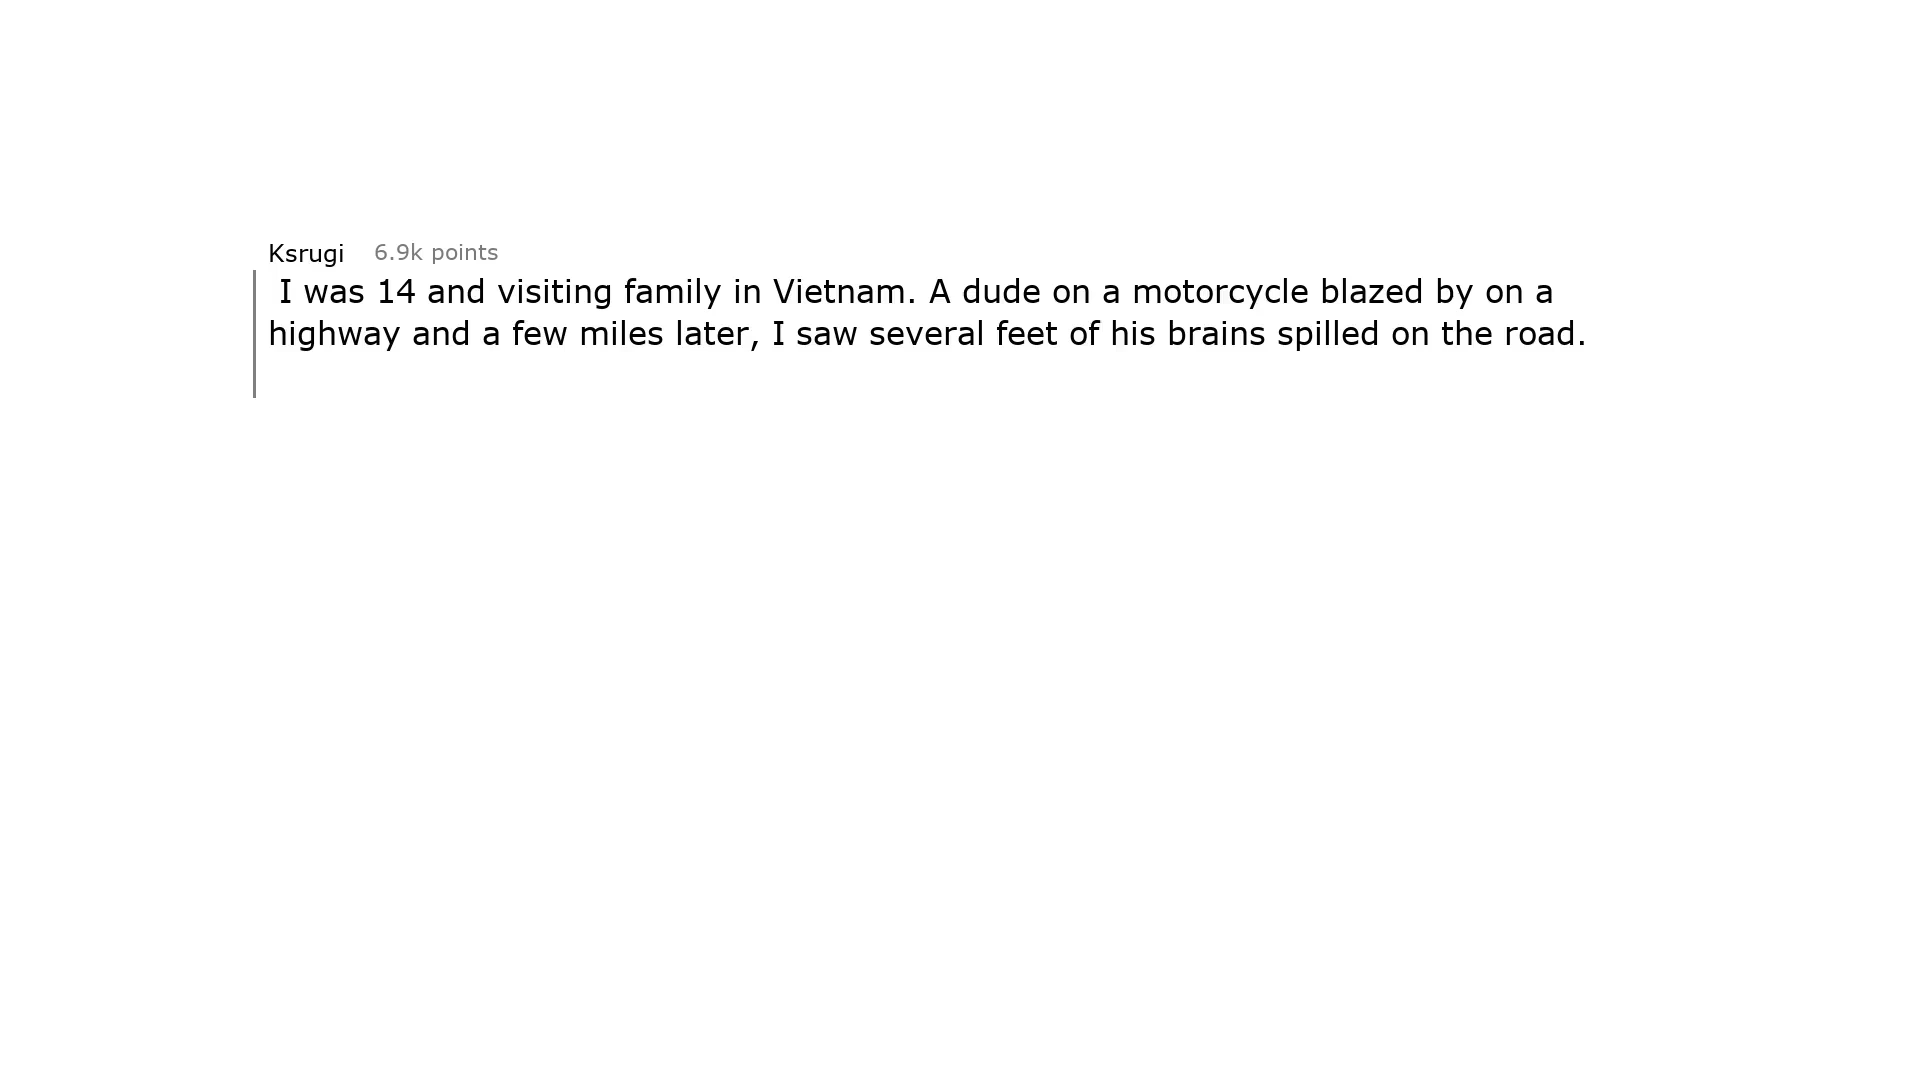 Ksrugi 6.9k points
I was 14 and visiting family in Vietnam. A dude on a motorcycle blazed by on a
highway and a few miles later, I saw several feet of his brains spilled on the road.